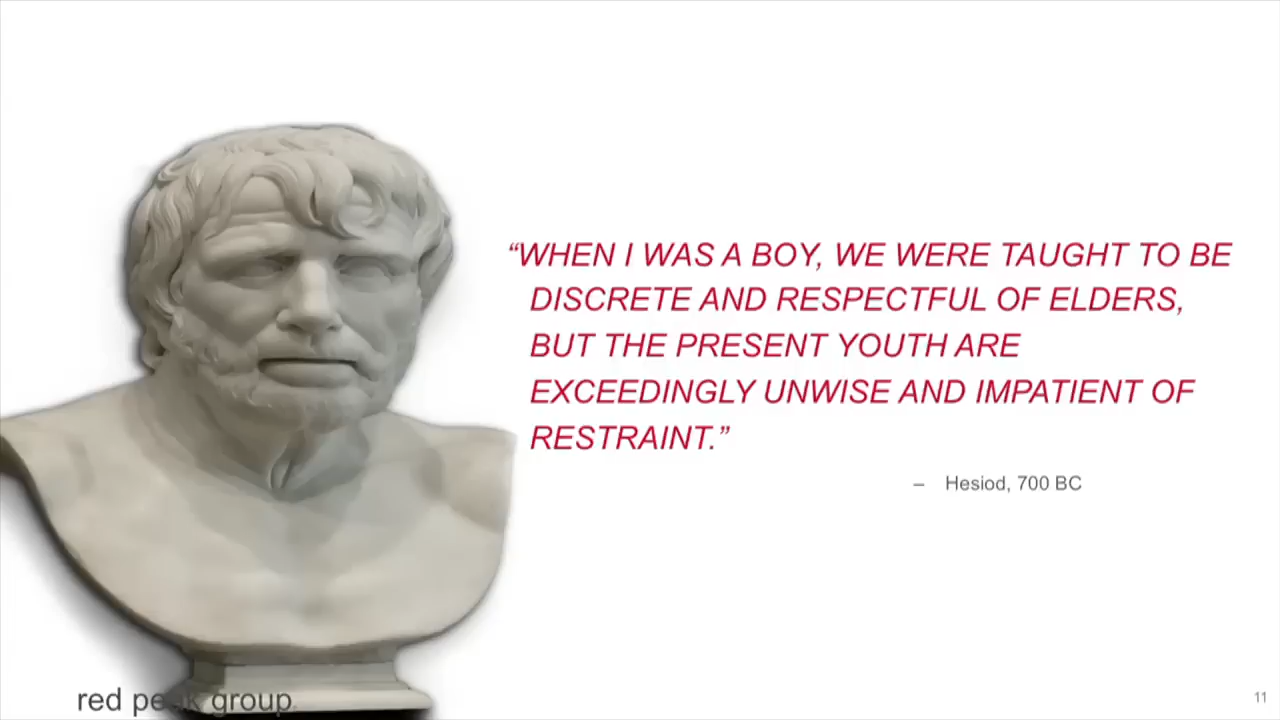 “WHEN I WAS A BOY, WE WERE TAUGHT TO BE
DISCRETE AND RESPECTFUL OF ELDERS,
BUT THE PRESENT YOUTH ARE
EXCEEDINGLY UNWISE AND IMPATIENT OF
RESTRAINT.”
– Hesiod, 700 BC
red peak group
11